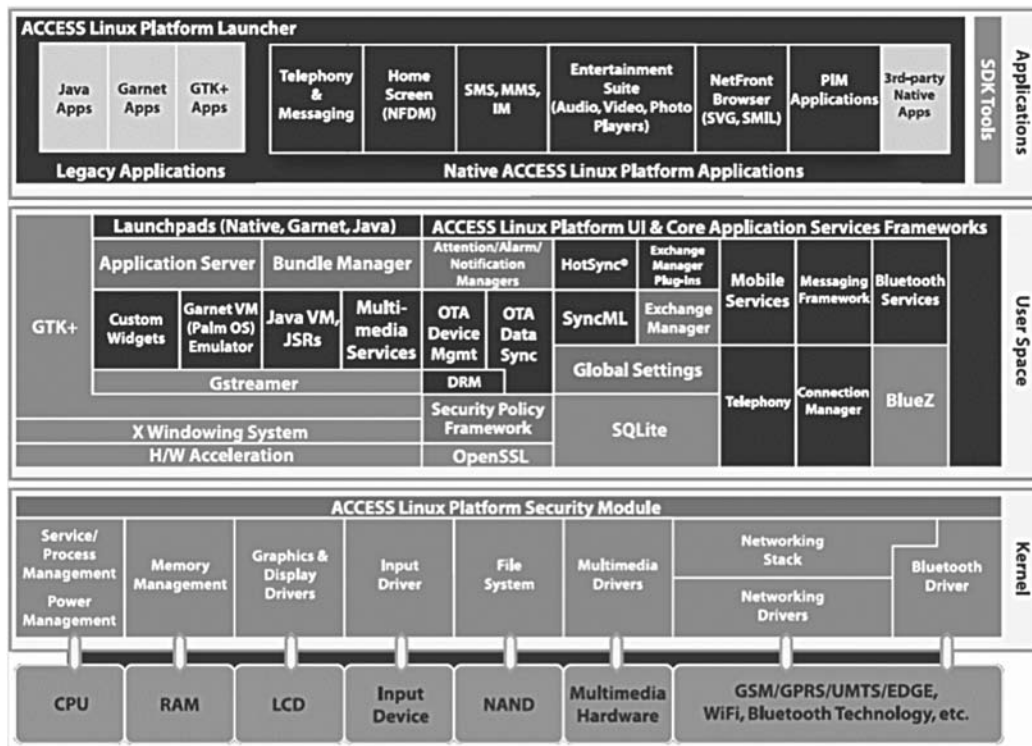 ACCESS Linux Platform Launcher
Java
Apps
Garnet
Apps
GTK+
Apps
Telephony
&
Messaging
Home
Screen
(NFDM)
SMS, MMS,
IM
Entertainment
Suite
(Audio, Video, Photo
Players)
NetFront
Browser
(SVG, SMIL)
PIM
Applications
3rd-party
Native
Apps
Legacy Applications
Native ACCESS Linux Platform Applications
SDK Tools
Applications
GTK+
Launchpads (Native, Garnet, Java)
ACCESS Linux Platform UI & Core Application Services Frameworks
Application Server
Bundle Manager
Attention/Alarm/
Notification
Managers
HotSync®
Exchange
Manager
Plug-Ins
Mobile
Services
Messaging
Framework
Bluetooth
Services
Custom
Widgets
Garnet VM
(Palm OS)
Emulator
Java VM,
JSRs
Multi-
media
Services
OTA
Device
Mgmt
OTA
Data
Sync
SyncML
Exchange
Manager
Gstreamer
DRM
Global Settings
Telephony
Connection
Manager
BlueZ
Security Policy
Framework
SQLite
X Windowing System
H/W Acceleration
OpenSSL
User Space
ACCESS Linux Platform Security Module
Service/
Process
Management
Power
Management
Memory
Management
Graphics &
Display
Drivers
Input
Driver
File
System
Multimedia
Drivers
Networking
Stack
Networking
Drivers
Bluetooth
Driver
Kernel
CPU
RAM
LCD
Input
Device
NAND
Multimedia
Hardware
GSM/GPRS/UMTS/EDGE,
WiFi, Bluetooth Technology, etc.